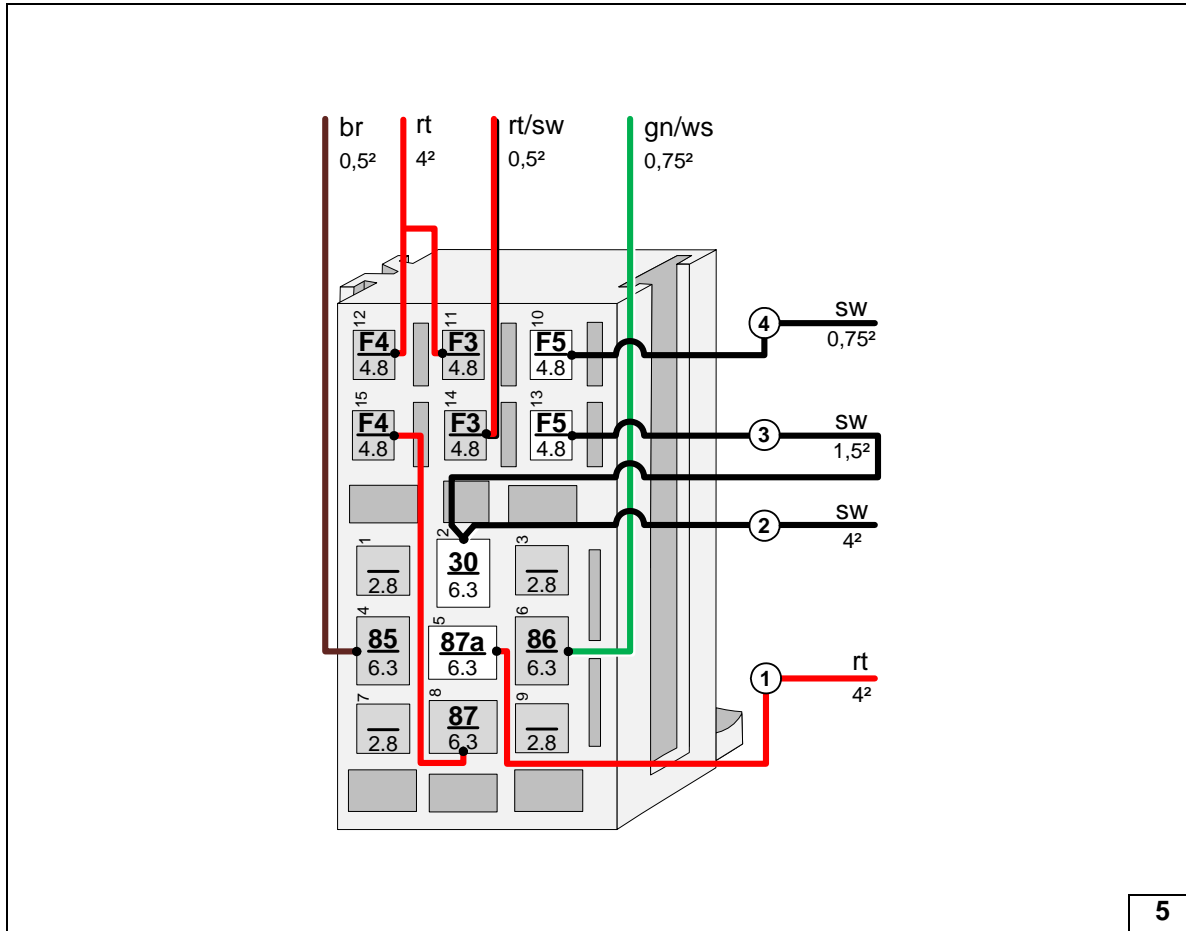 br rt rt/sw gn/ws
0,5² 4² 0,5² 0,75²
4 sw
0,75²
12 11 10
F4 F3 F5
4.8 4.8 4.8
15 14 13
F4 F3 F5
4.8 4.8 4.8
3 sw
1,5²
2 sw
4²
1 2 3
30
2.8 6.3 2.8
4 5 6
85 87a 86
6.3 6.3 6.3
1 rt
4²
7 8 9
87
2.8 6.3 2.8
5